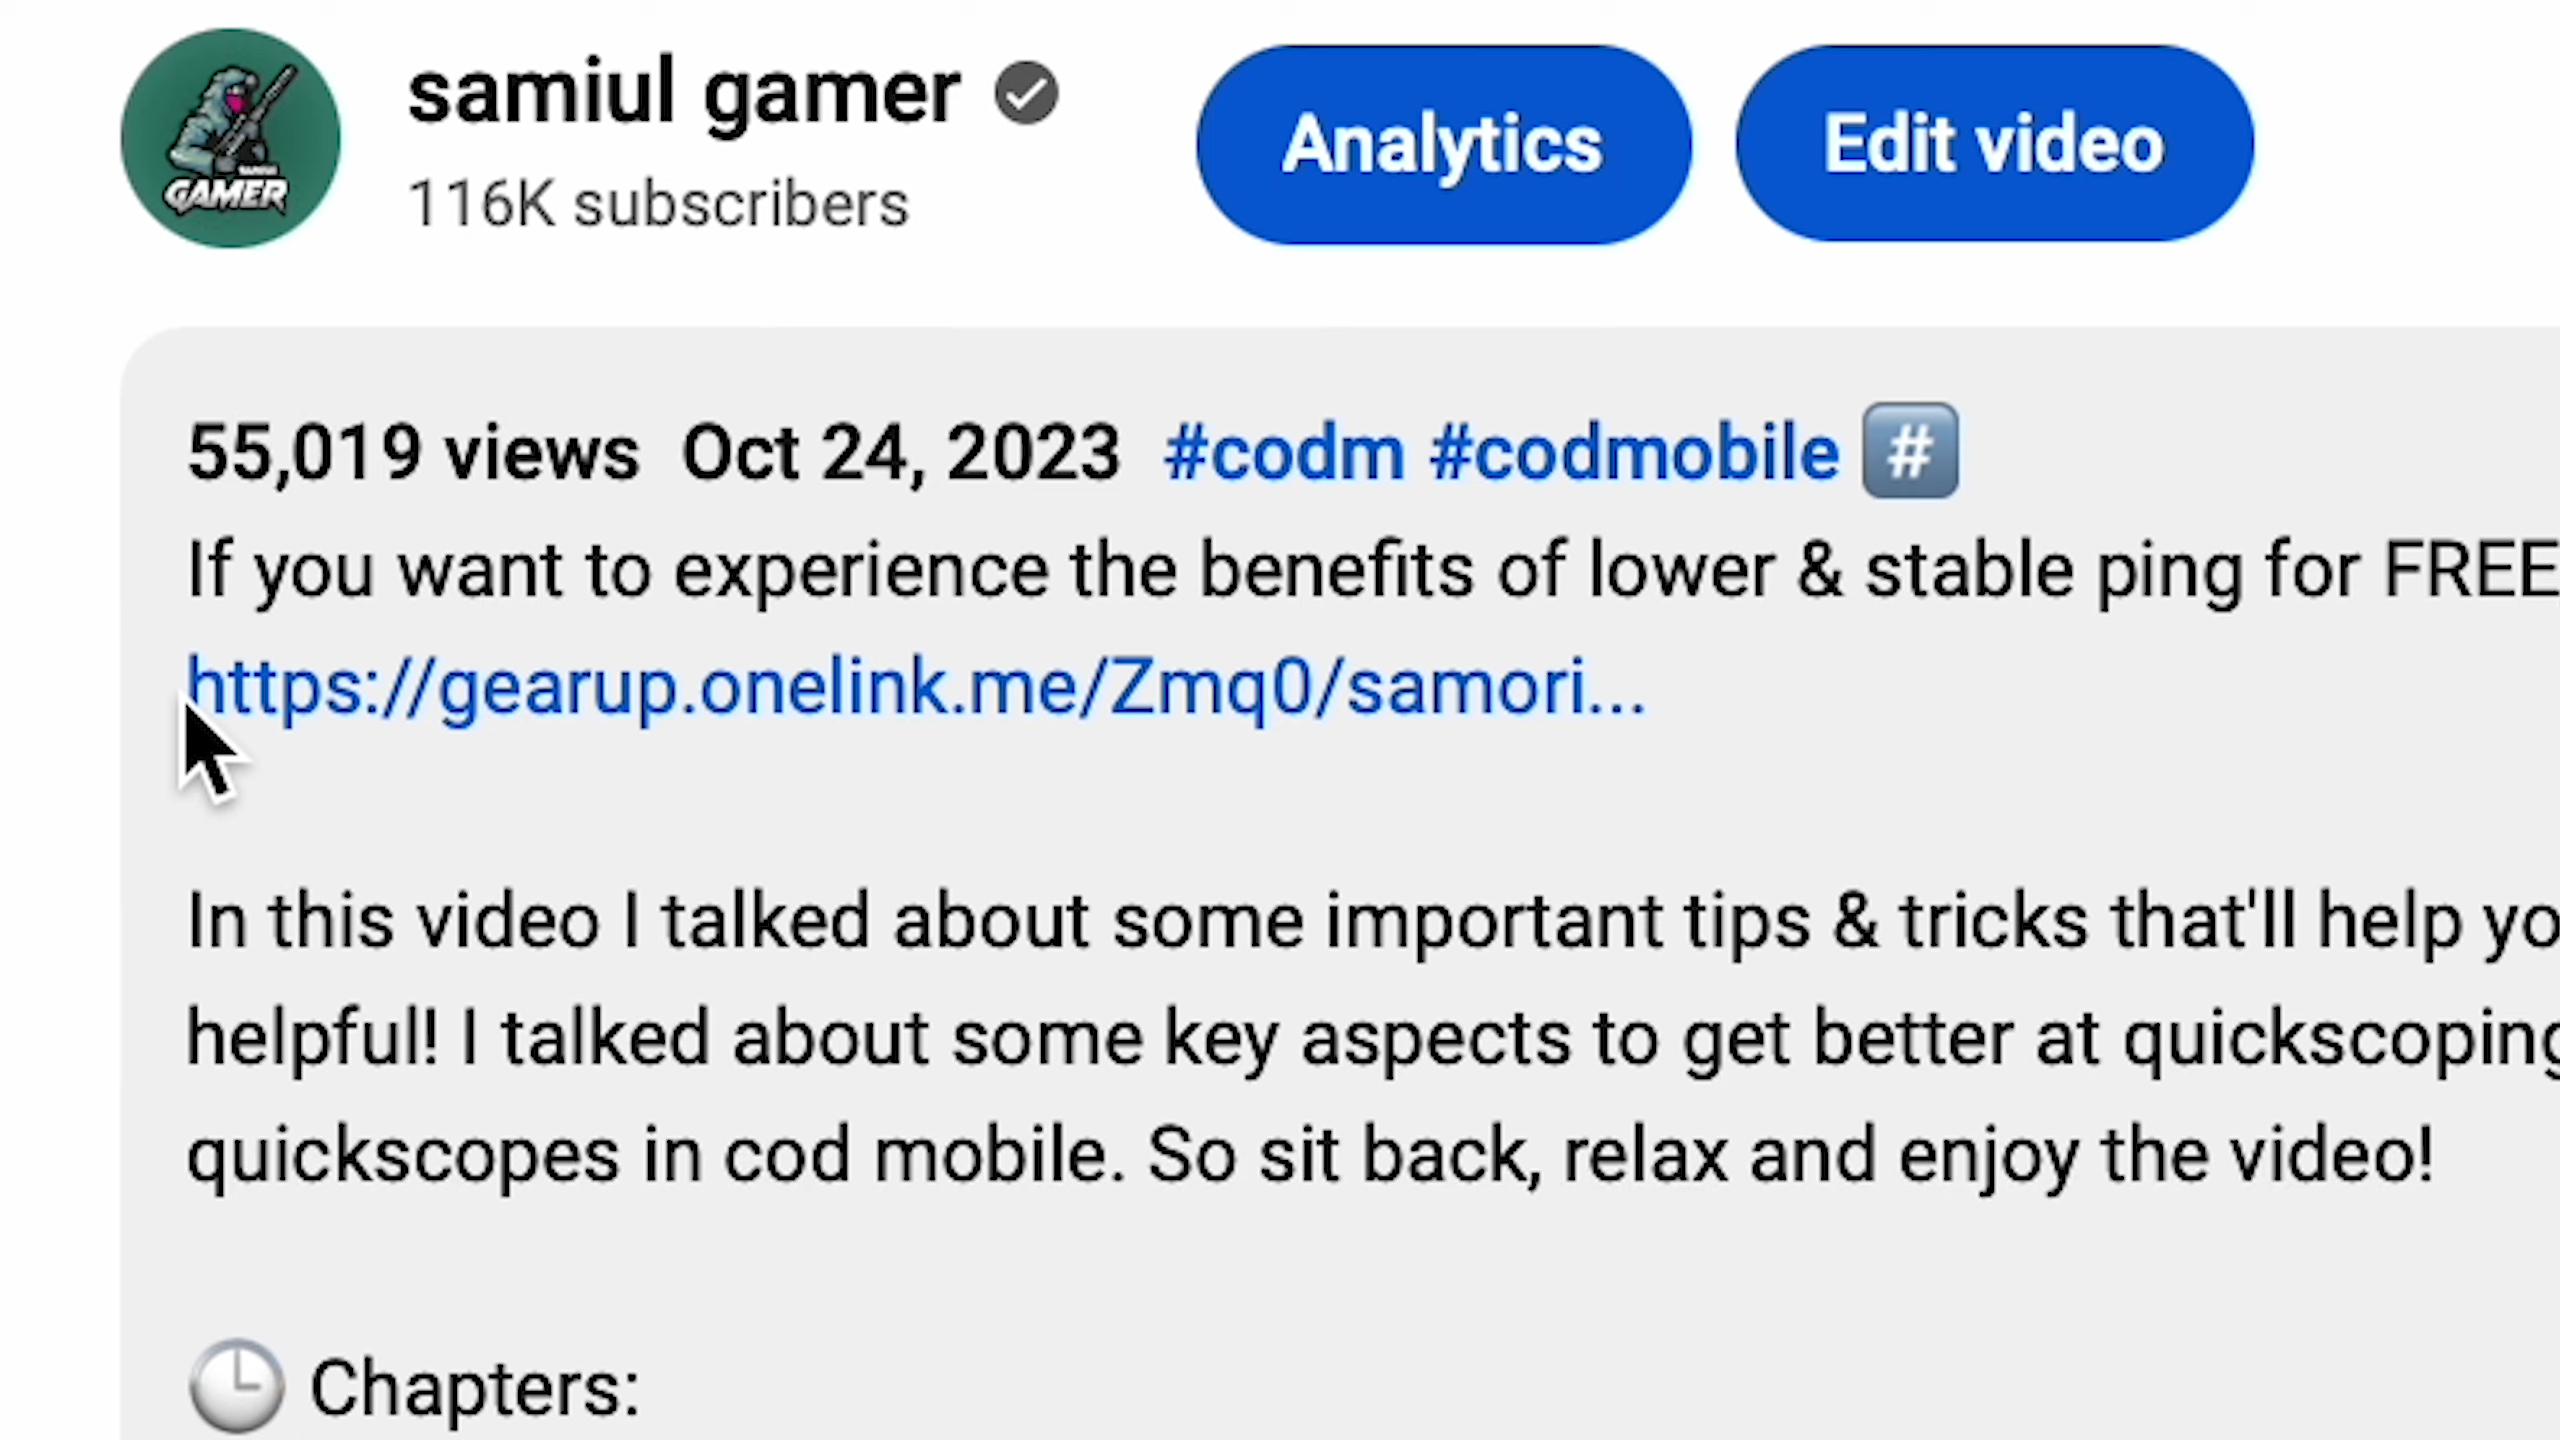 samiul gamer
116K subscribers
GAMER
Analytics
Edit video
55,019 views Oct 24, 2023 #codm #codmobile #️⃣
If you want to experience the benefits of lower & stable ping for FREE
https://gearup.onelink.me/Zmq0/samori...
In this video I talked about some important tips & tricks that'll help yo
helpful! I talked about some key aspects to get better at quickscoping
quickscopes in cod mobile. So sit back, relax and enjoy the video!
🕒 Chapters: